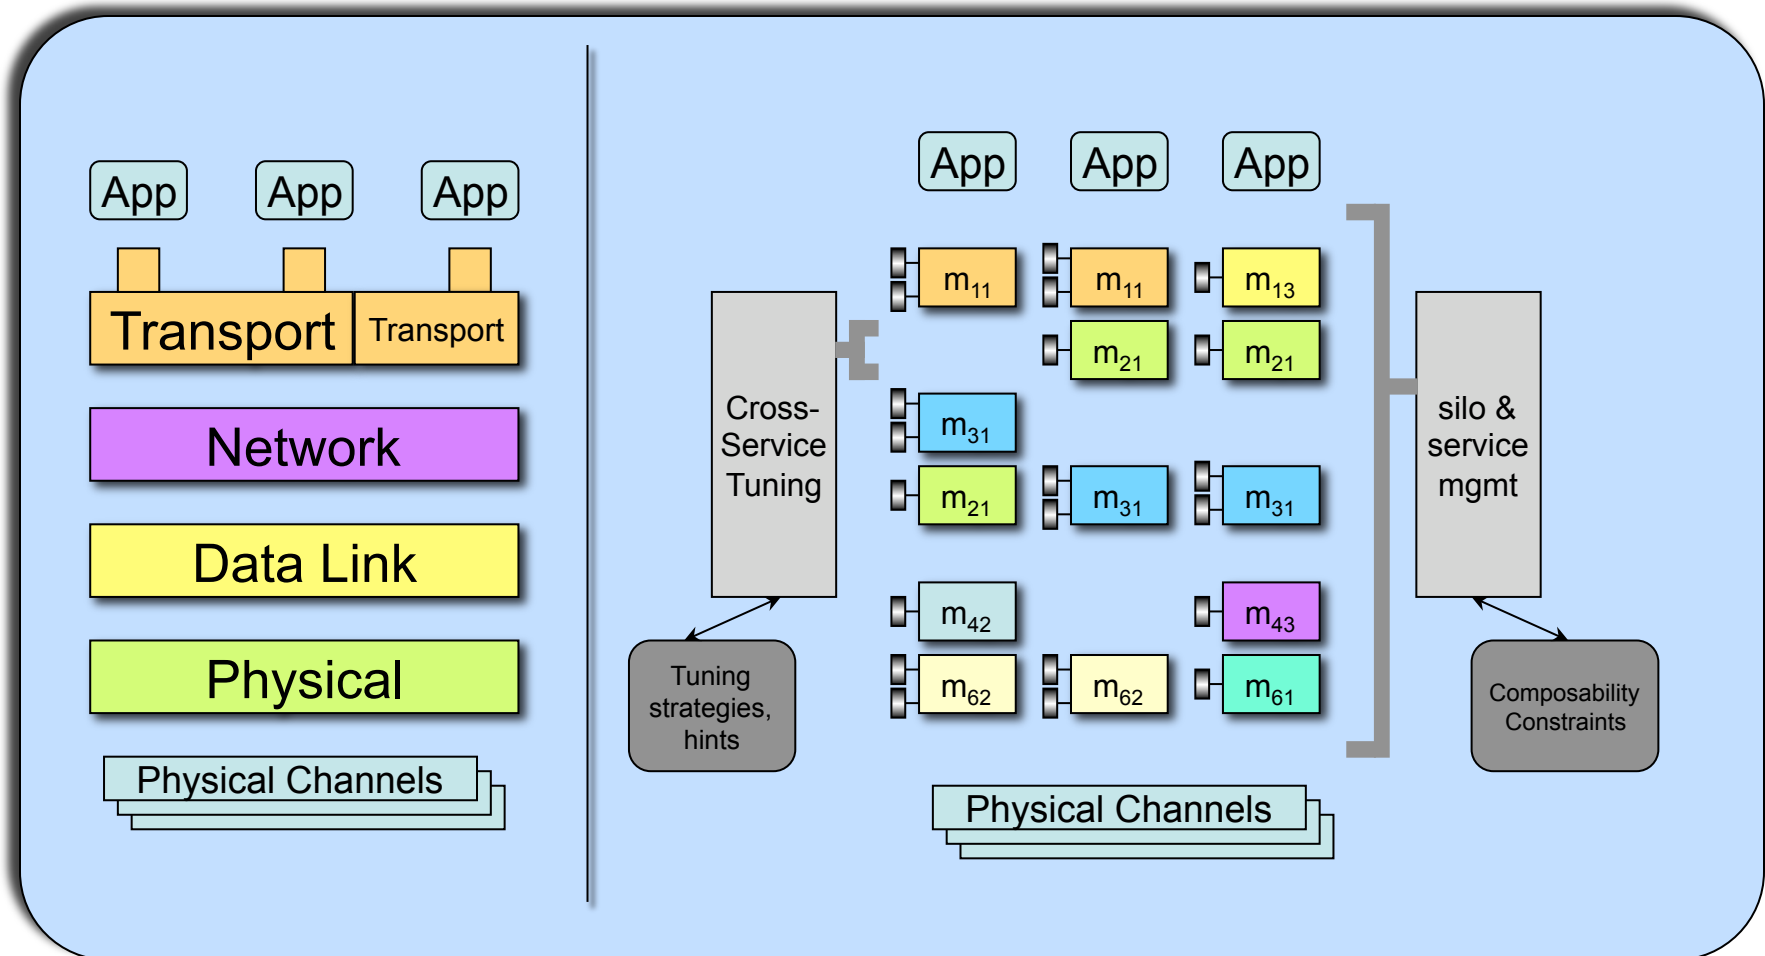 App
App
App
Transport
Transport
Network
Data Link
Physical
Physical Channels
App
App
App
m11
m11
m13
m21
m21
m31
m21
m31
m31
m42
m43
m62
m62
m61
Cross-
Service
Tuning
Tuning
strategies,
hints
silo &
service
mgmt
Composability
Constraints
Physical Channels